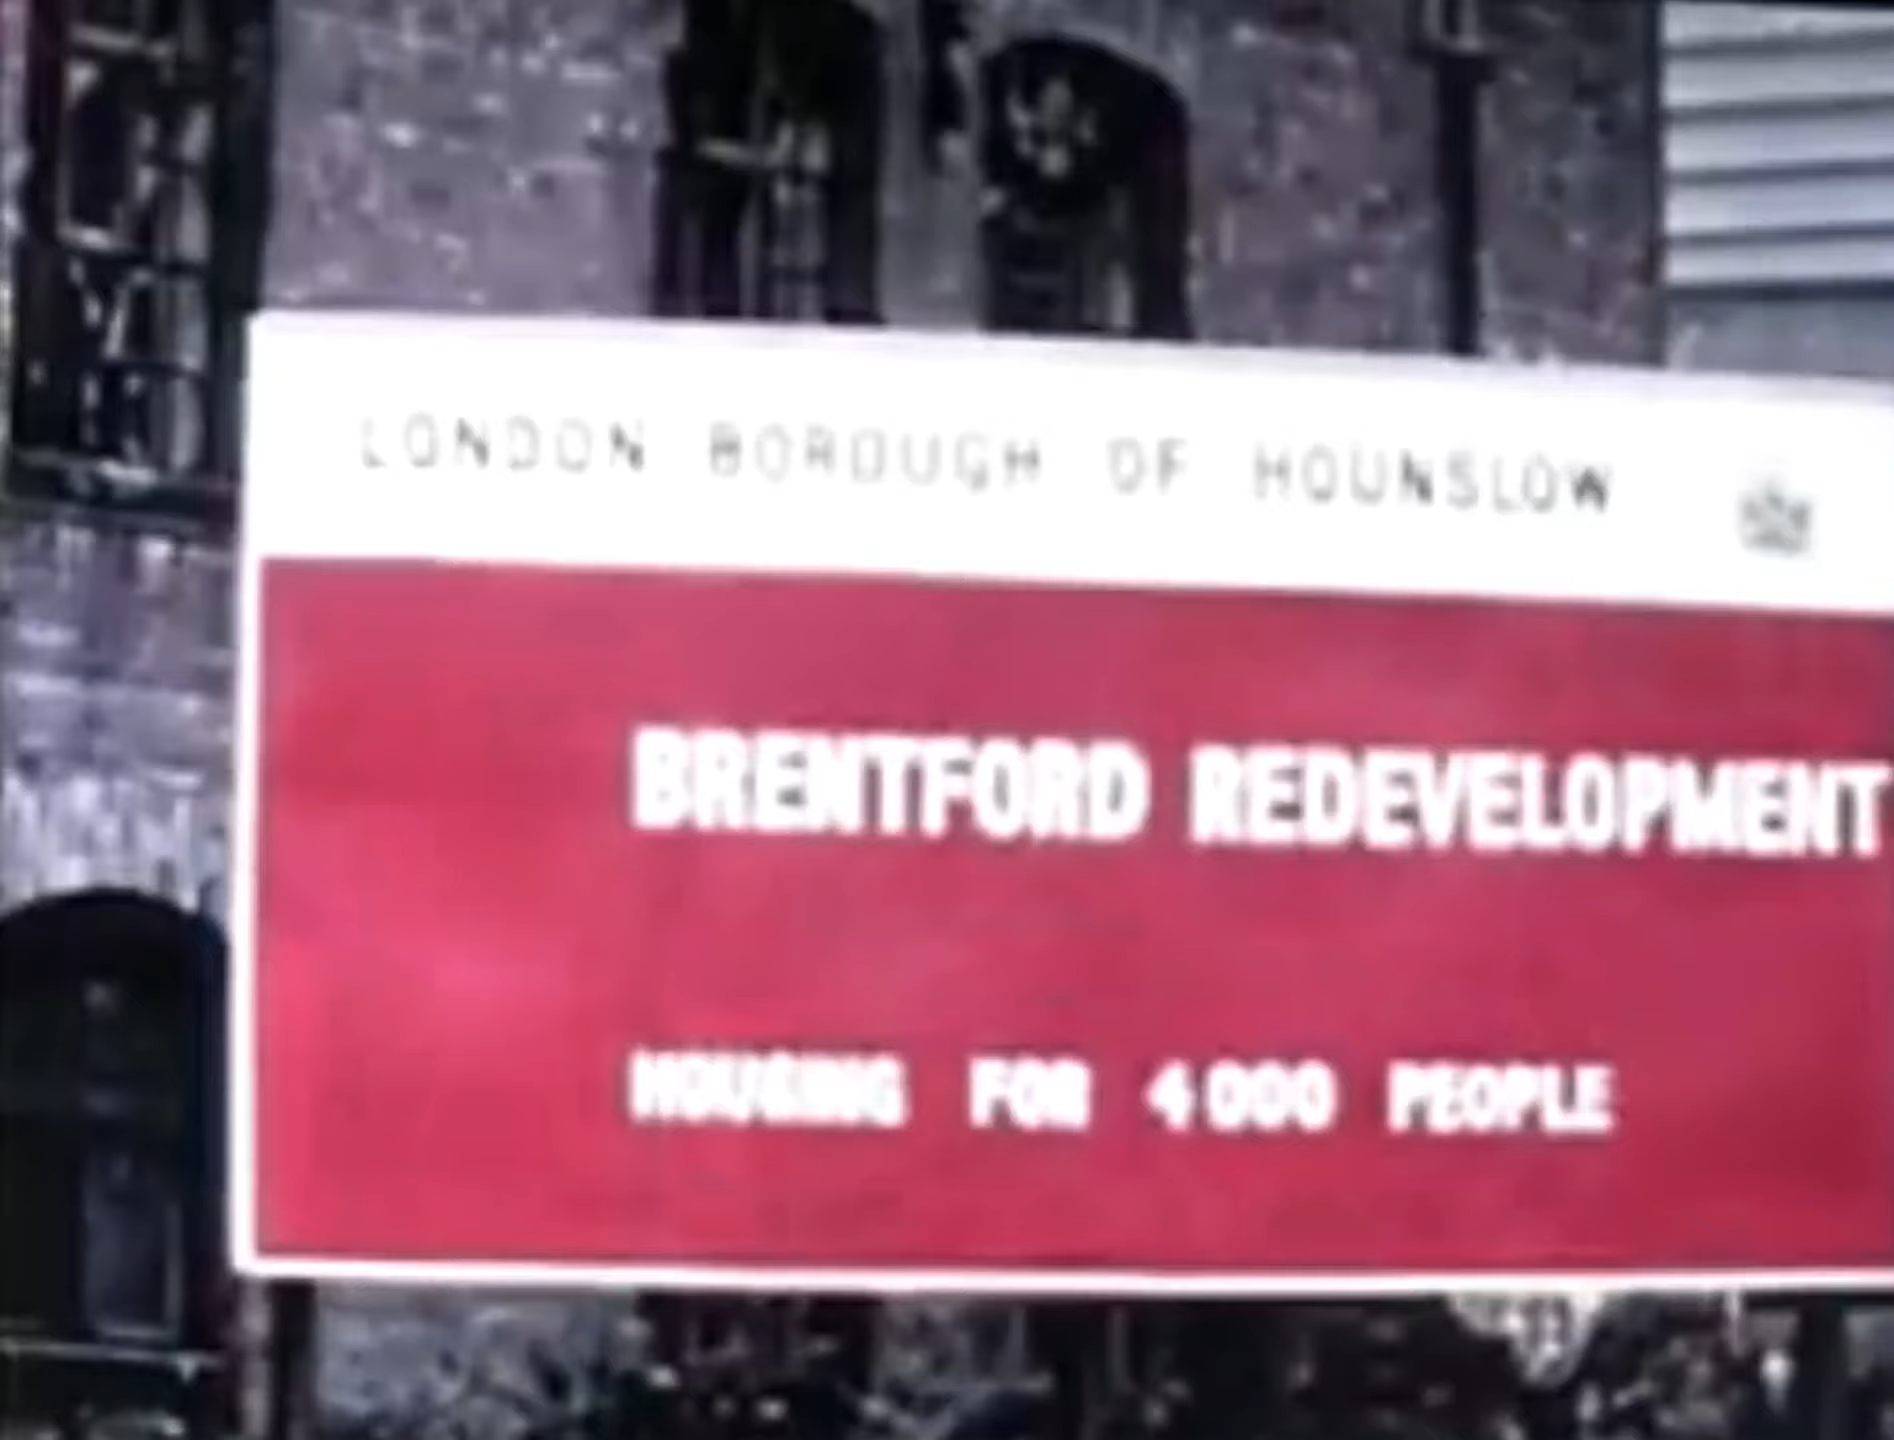 LONDON BOROUGH OF HOUNSLOW
BRENTFORD REDEVELOPMENT
HOUSING FOR 4000 PEOPLE